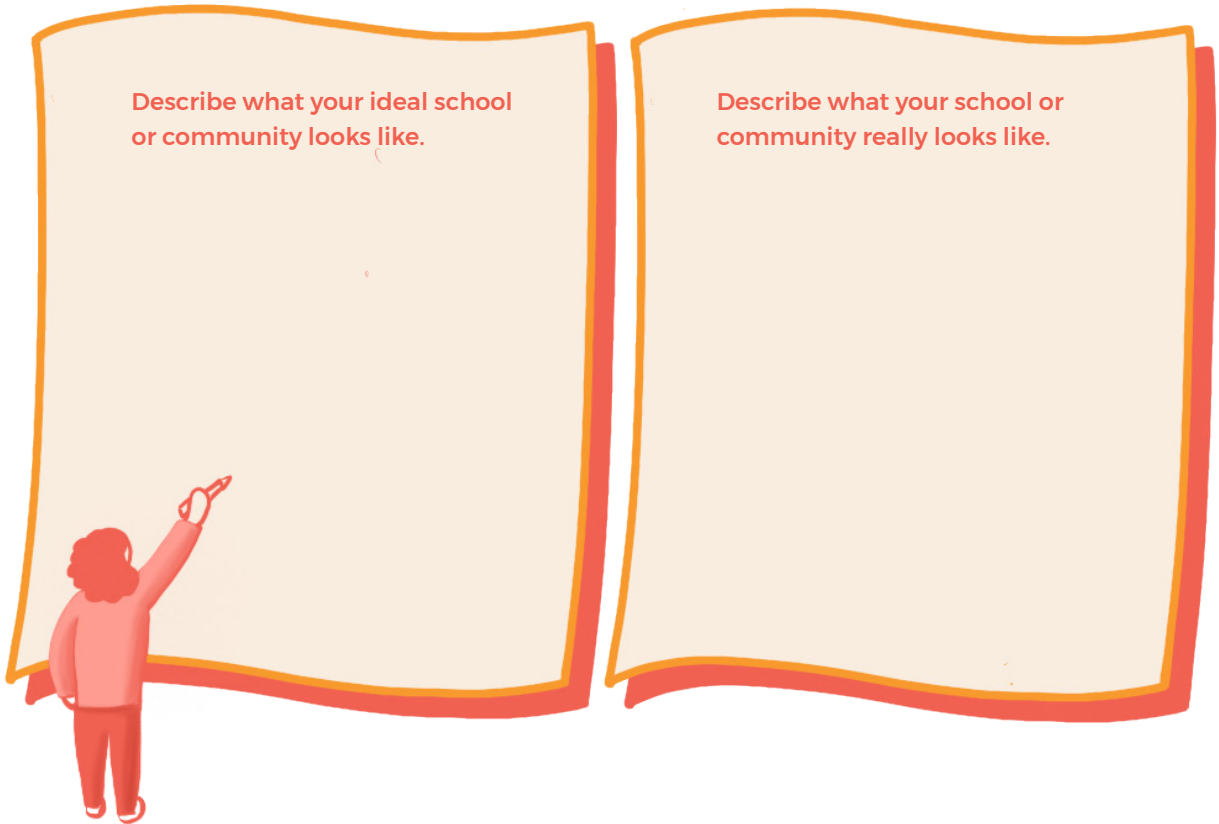 Describe what your ideal school
or community looks like.
Describe what your school or
community really looks like.